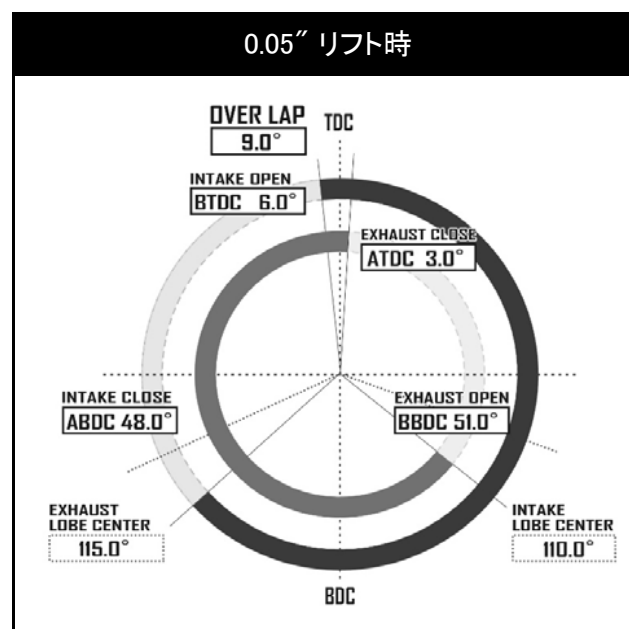 0.05″ リフト時
OVER LAP
9.0°
TDC
INTAKE OPEN
BTDC 6.0°
EXHAUST CLOSE
ATDC 3.0°
INTAKE CLOSE
ABDC 48.0°
EXHAUST OPEN
BBDC 51.0°
EXHAUST
LOBE CENTER
115.0°
INTAKE
LOBE CENTER
110.0°
BDC